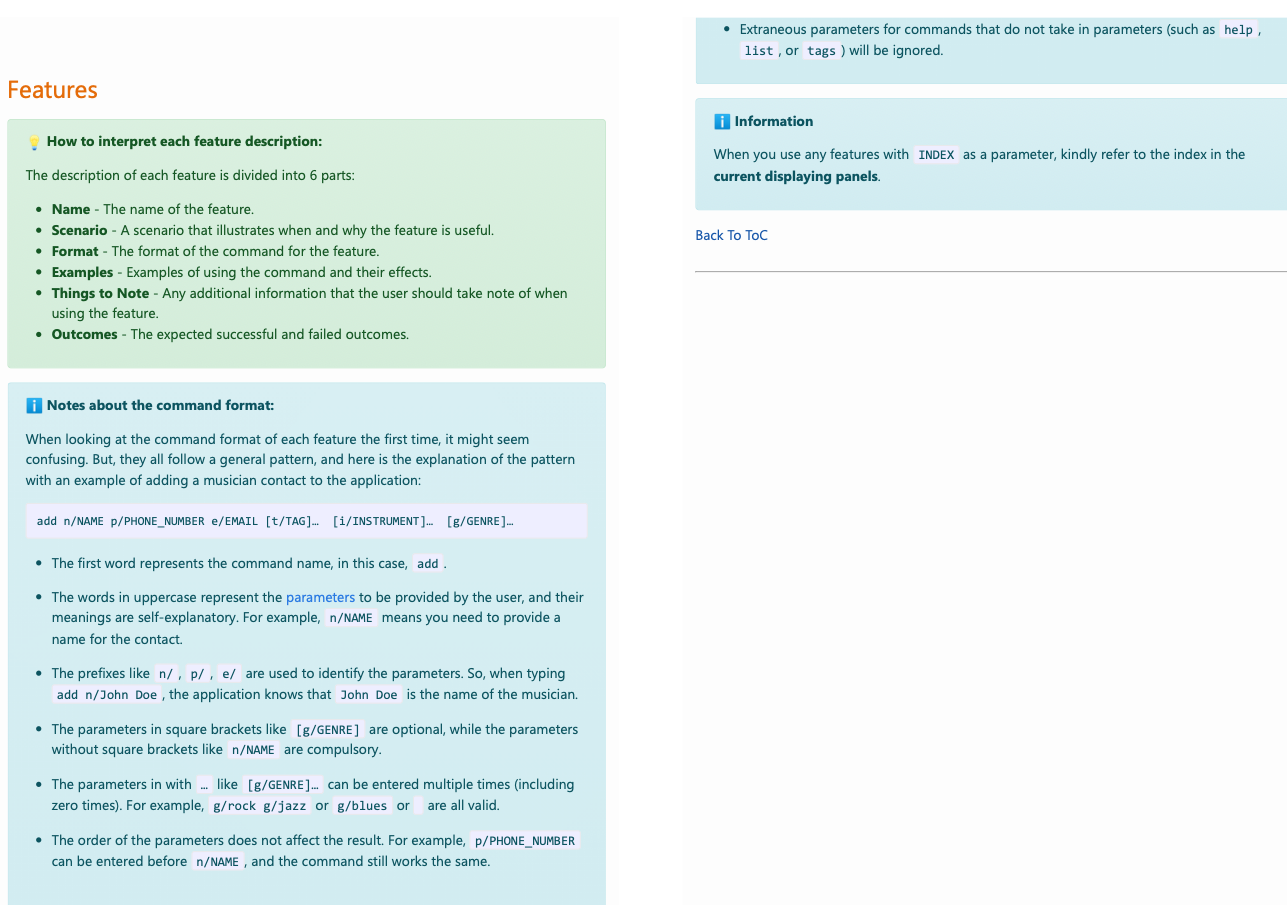 Features
💡 How to interpret each feature description:
The description of each feature is divided into 6 parts:
• Name - The name of the feature.
• Scenario - A scenario that illustrates when and why the feature is useful.
• Format - The format of the command for the feature.
• Examples - Examples of using the command and their effects.
• Things to Note - Any additional information that the user should take note of when
using the feature.
• Outcomes - The expected successful and failed outcomes.
ℹ️ Notes about the command format:
When looking at the command format of each feature the first time, it might seem
confusing. But, they all follow a general pattern, and here is the explanation of the pattern
with an example of adding a musician contact to the application:
add n/NAME p/PHONE_NUMBER e/EMAIL [t/TAG]… [i/INSTRUMENT]… [g/GENRE]…
• The first word represents the command name, in this case, add .
• The words in uppercase represent the parameters to be provided by the user, and their
meanings are self-explanatory. For example, n/NAME means you need to provide a
name for the contact.
• The prefixes like n/ , p/ , e/ are used to identify the parameters. So, when typing
add n/John Doe , the application knows that John Doe is the name of the musician.
• The parameters in square brackets like [g/GENRE] are optional, while the parameters
without square brackets like n/NAME are compulsory.
• The parameters in with … like [g/GENRE]… can be entered multiple times (including
zero times). For example, g/rock g/jazz or g/blues or   are all valid.
• The order of the parameters does not affect the result. For example, p/PHONE_NUMBER
can be entered before n/NAME , and the command still works the same.
• Extraneous parameters for commands that do not take in parameters (such as help ,
list , or tags ) will be ignored.
ℹ️ Information
When you use any features with INDEX as a parameter, kindly refer to the index in the
current displaying panels.
Back To ToC